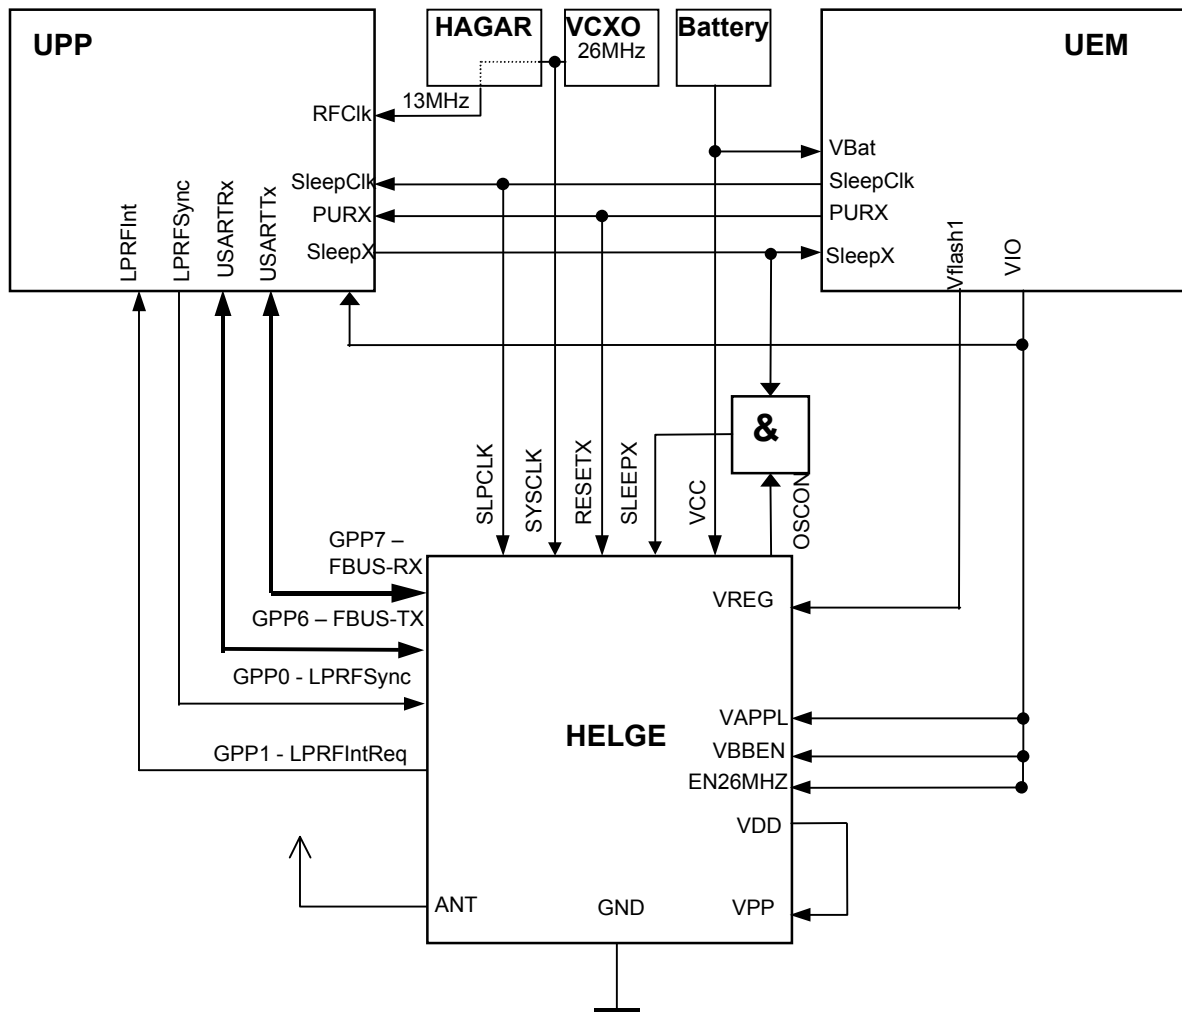 HAGAR
VCXO
Battery
UPP
26MHz
UEM
13MHz
RFClk
VBat
SleepClk
SleepClk
PURX
PURX
SleepX
SleepX
LPRFInt
LPRFSync
USARTRx
USARTTx
Vflash1
VIO
&
SLPCLK
SYSCLK
RESETX
SLEEPX
VCC
OSCON
GPP7 –
FBUS-RX
VREG
GPP6 – FBUS-TX
GPP0 - LPRFSync
VAPPL
HELGE
GPP1 - LPRFIntReq
VBBEN
EN26MHZ
VDD
ANT
GND
VPP